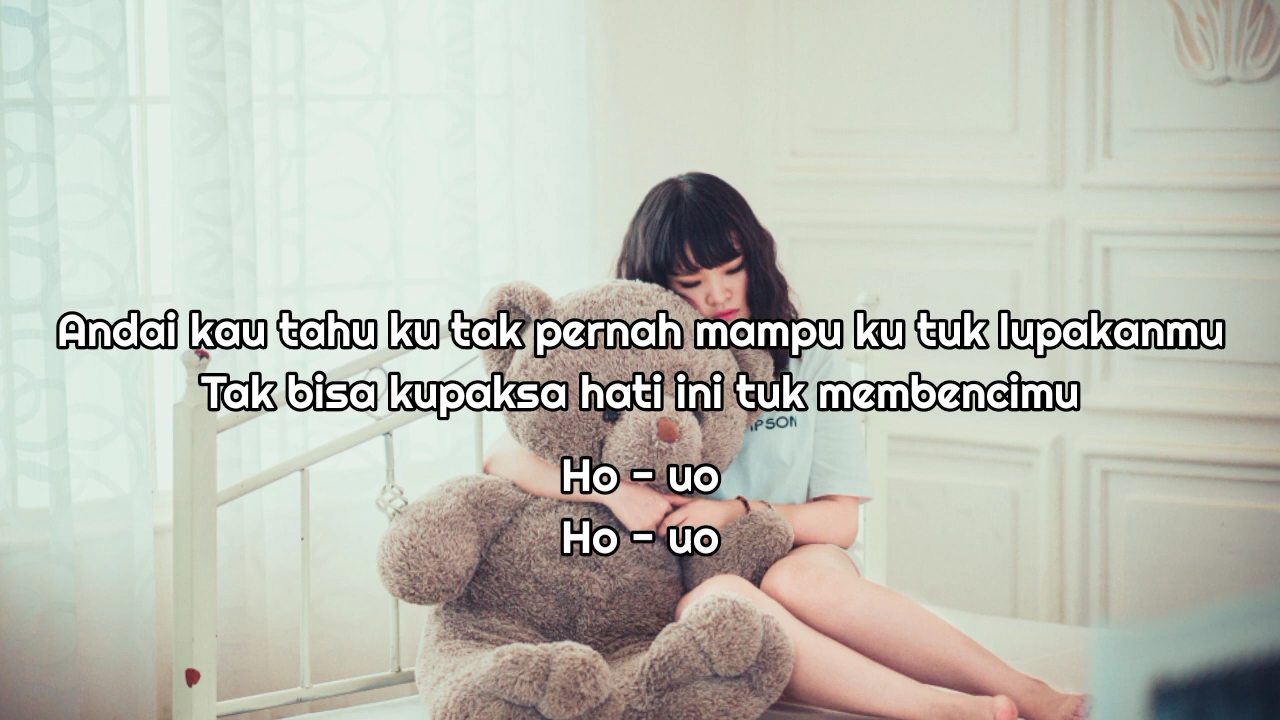 Andai kau tahu ku tak pernah mampu ku tuk lupakanmu
Tak bisa kupaksa hati ini tuk membencimu
Ho - uo
Ho - uo